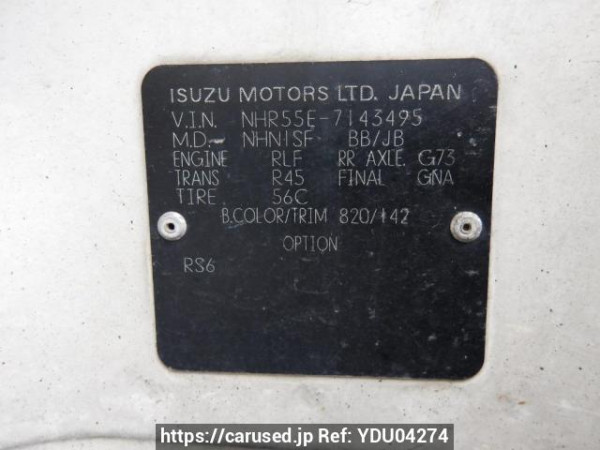 ISUZU MOTORS LTD. JAPAN
V.I.N. NHR55E-7143495
M.D. NHN1SF BB/JB
ENGINE RLF RR AXLE. G73
TRANS R45 FINAL GNA
TIRE 56C
B.COLOR/TRIM 820/142
OPTION
RS6
https://carused.jp Ref: YDU04274